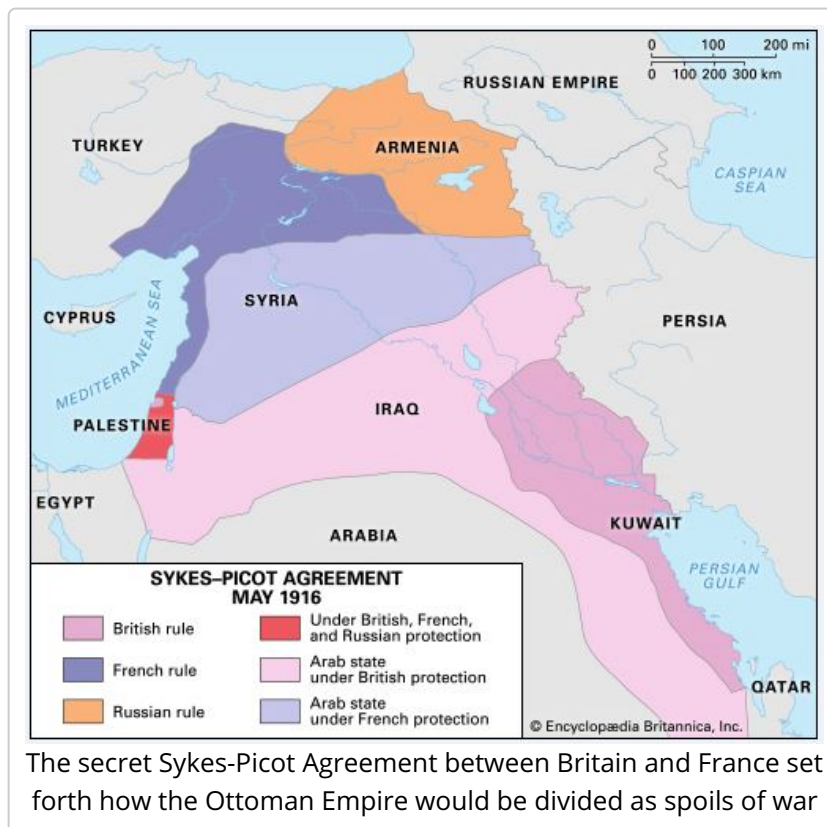 0 100 200 mi
0 100 200 300 km
RUSSIAN EMPIRE
TURKEY
ARMENIA
CASPIAN
SEA
SYRIA
CYPRUS
MEDITERRANEAN SEA
PERSIA
PALESTINE
IRAQ
EGYPT
ARABIA
KUWAIT
PERSIAN
GULF
QATAR
SYKES–PICOT AGREEMENT
MAY 1916
British rule
French rule
Russian rule
Under British, French,
and Russian protection
Arab state
under British protection
Arab state
under French protection
© Encyclopædia Britannica, Inc.
The secret Sykes-Picot Agreement between Britain and France set
forth how the Ottoman Empire would be divided as spoils of war